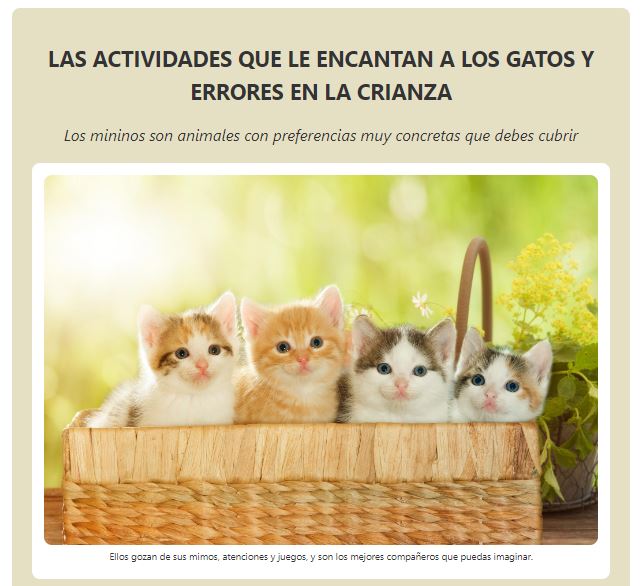 LAS ACTIVIDADES QUE LE ENCANTAN A LOS GATOS Y
ERRORES EN LA CRIANZA
Los mininos son animales con preferencias muy concretas que debes cubrir
Ellos gozan de sus mimos, atenciones y juegos, y son los mejores compañeros que puedas imaginar.